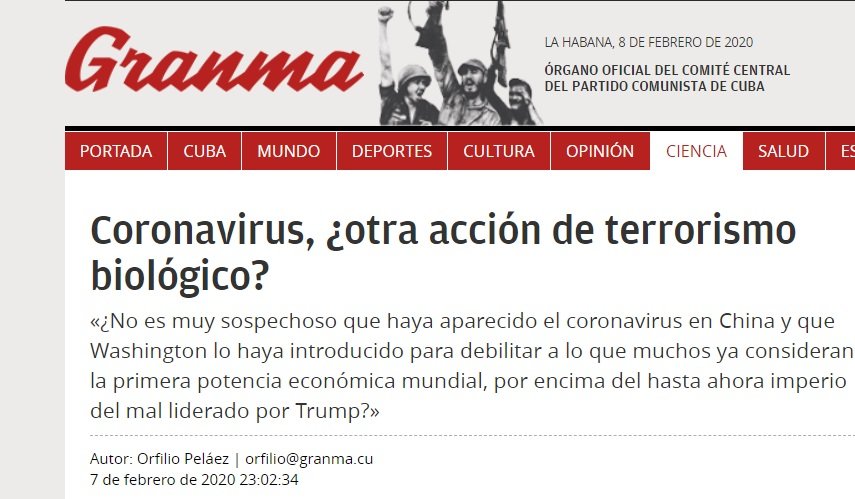 Granma
LA HABANA, 8 DE FEBRERO DE 2020
ÓRGANO OFICIAL DEL COMITÉ CENTRAL
DEL PARTIDO COMUNISTA DE CUBA
PORTADA CUBA MUNDO DEPORTES CULTURA OPINIÓN CIENCIA SALUD ES
Coronavirus, ¿otra acción de terrorismo
biológico?
«¿No es muy sospechoso que haya aparecido el coronavirus en China y que
Washington lo haya introducido para debilitar a lo que muchos ya consideran
la primera potencia económica mundial, por encima del hasta ahora imperio
del mal liderado por Trump?»
Autor: Orfilio Peláez | orfilio@granma.cu
7 de febrero de 2020 23:02:34